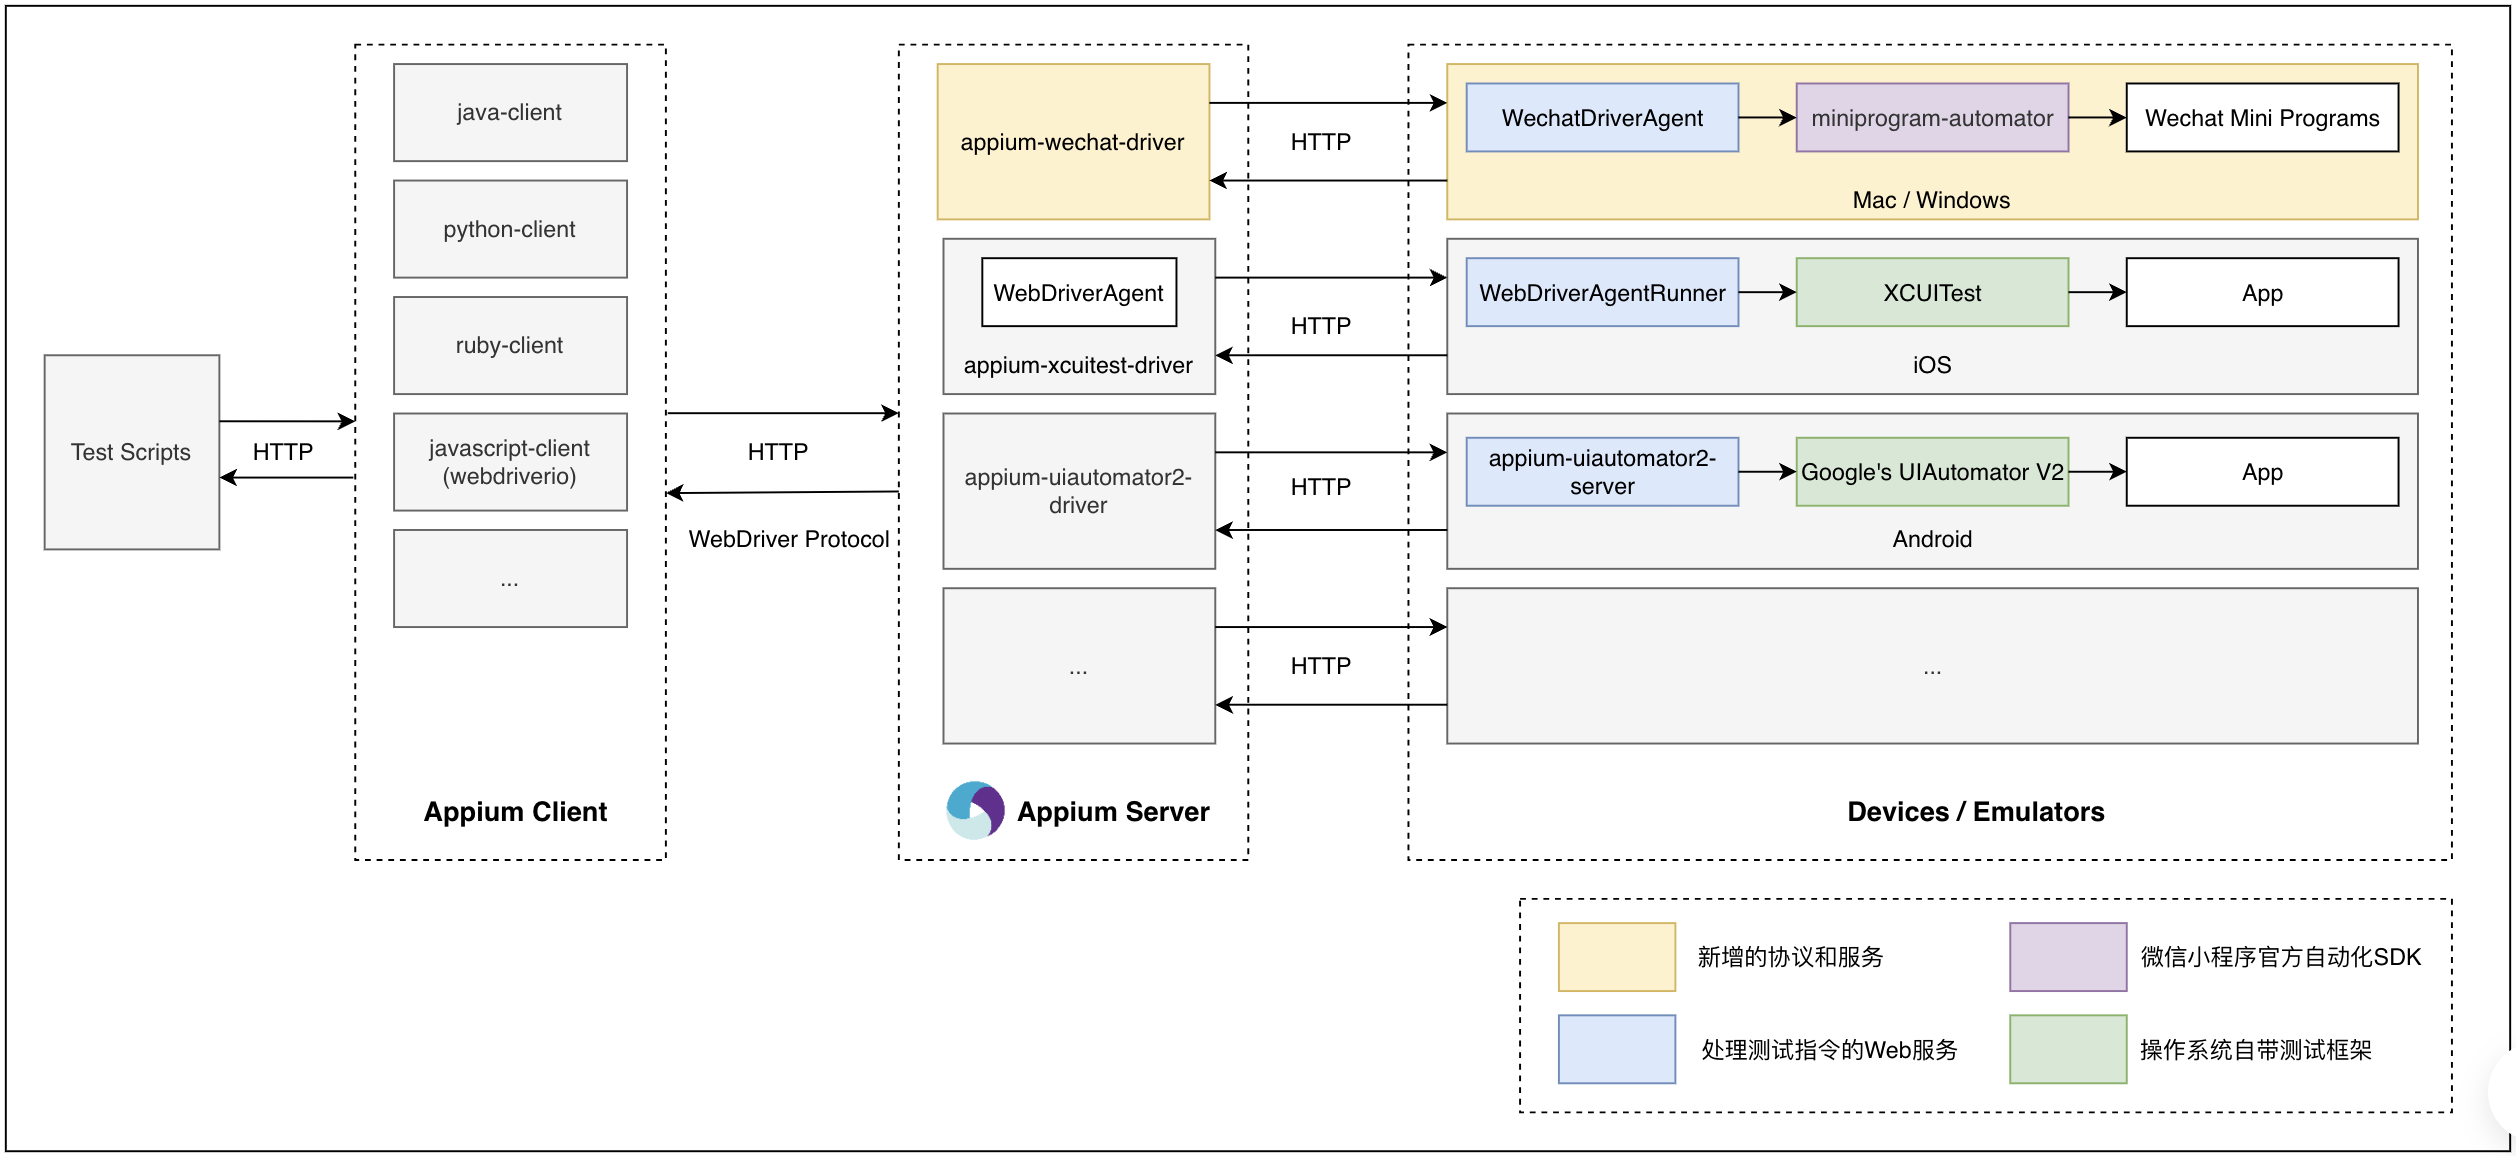 Test Scripts
HTTP
java-client
python-client
ruby-client
javascript-client
(webdriverio)
...
Appium Client
HTTP
WebDriver Protocol
appium-wechat-driver
WebDriverAgent
appium-xcuitest-driver
appium-uiautomator2-
driver
...
Appium Server
HTTP
HTTP
HTTP
HTTP
WechatDriverAgent
miniprogram-automator
Wechat Mini Programs
Mac / Windows
WebDriverAgentRunner
XCUITest
App
iOS
appium-uiautomator2-
server
Google's UIAutomator V2
App
Android
...
Devices / Emulators
新增的协议和服务
微信小程序官方自动化SDK
处理测试指令的Web服务
操作系统自带测试框架